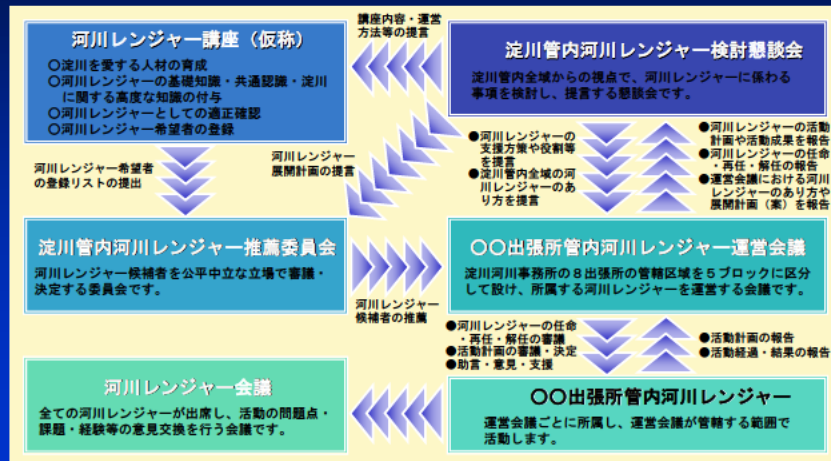 河川レンジャー講座（仮称）
○淀川を愛する人材の育成
○河川レンジャーの基礎知識・共通認識・淀川
に関する高度な知識の付与
○河川レンジャーとしての適正確認
○河川レンジャー希望者の登録
講座内容・運営
方法等の提言
淀川管内河川レンジャー検討懇談会
淀川管内全域からの視点で、河川レンジャーに係わる
事項を検討し、提言する懇談会です。
河川レンジャー希望者
の登録リストの提出
河川レンジャー
展開計画の提言
●河川レンジャーの
支援方策や役割等
を提言
●淀川管内全域の河
川レンジャーのあ
り方を提言
●河川レンジャーの活動
計画や活動成果を報告
●河川レンジャーの任命
・再任・解任の報告
●運営会議における河川
レンジャーのあり方や
展開計画（案）を報告
淀川管内河川レンジャー推薦委員会
河川レンジャー候補者を公平中立な立場で審議・
決定する委員会です。
河川レンジャー
候補者の推薦
〇〇出張所管内河川レンジャー運営会議
淀川河川事務所の８出張所の管轄区域を５ブロックに区分
して設け、所属する河川レンジャーを運営する会議です。
●河川レンジャーの任命
・再任・解任の審議
●活動計画の審議・決定
●助言・意見・支援
●活動計画の報告
●活動経過・結果の報告
河川レンジャー会議
全ての河川レンジャーが出席し、活動の問題点・
課題・経験等の意見交換を行う会議です。
〇〇出張所管内河川レンジャー
運営会議ごとに所属し、運営会議が管轄する範囲で
活動します。